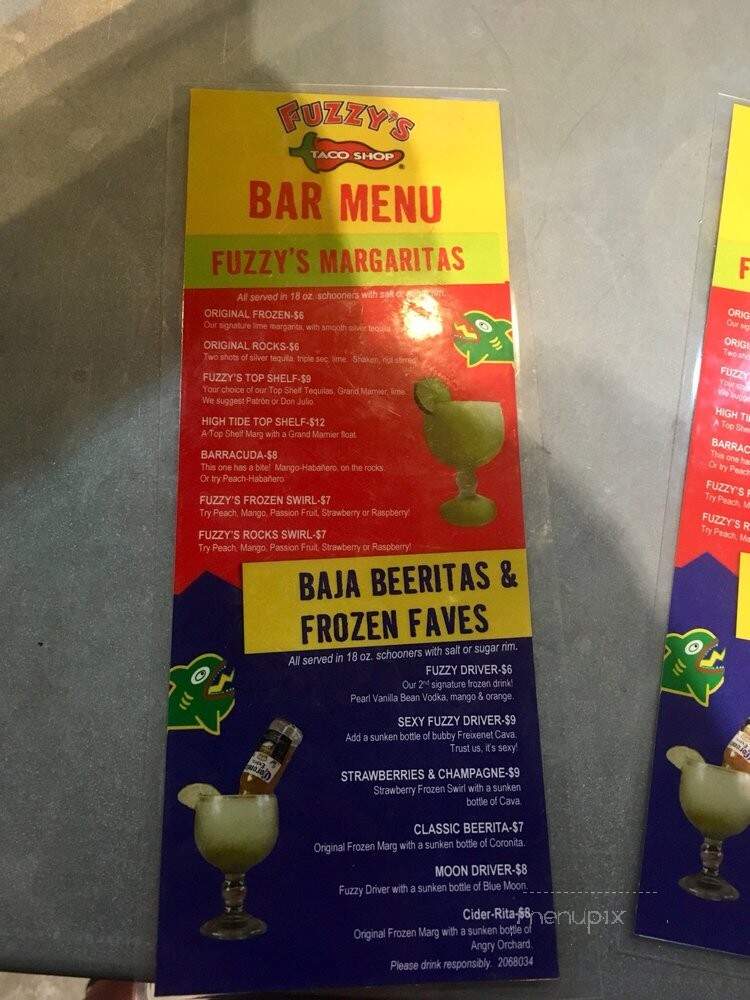 FUZZY'S
TACO SHOP
BAR MENU
FUZZY'S MARGARITAS
All served in 18 oz. schooners with salt or sugar rim.
ORIGINAL FROZEN-$6
Our signature lime margarita, with smooth silver tequila.
ORIGINAL ROCKS-$6
Two shots of silver tequila, triple sec, lime. Shaken, not stirred.
FUZZY'S TOP SHELF-$9
Your choice of our Top Shelf Tequilas, Grand Marnier, lime.
We suggest Patrón or Don Julio.
HIGH TIDE TOP SHELF-$12
A Top Shelf Marg with a Grand Marnier float.
BARRACUDA-$8
This one has a bite! Mango-Habañero, on the rocks.
Or try Peach-Habañero.
FUZZY'S FROZEN SWIRL-$7
Try Peach, Mango, Passion Fruit, Strawberry or Raspberry!
FUZZY'S ROCKS SWIRL-$7
Try Peach, Mango, Passion Fruit, Strawberry or Raspberry!
BAJA BEERITAS &
FROZEN FAVES
All served in 18 oz. schooners with salt or sugar rim.
FUZZY DRIVER-$6
Our 2nd signature frozen drink!
Pearl Vanilla Bean Vodka, mango & orange.
SEXY FUZZY DRIVER-$9
Add a sunken bottle of bubby Freixenet Cava.
Trust us, it's sexy!
STRAWBERRIES & CHAMPAGNE-$9
Strawberry Frozen Swirl with a sunken
bottle of Cava.
CLASSIC BEERITA-$7
Original Frozen Marg with a sunken bottle of Coronita.
MOON DRIVER-$8
Fuzzy Driver with a sunken bottle of Blue Moon.
Cider-Rita-$8
Original Frozen Marg with a sunken bottle of
Angry Orchard.
Please drink responsibly. 2068034
menupix